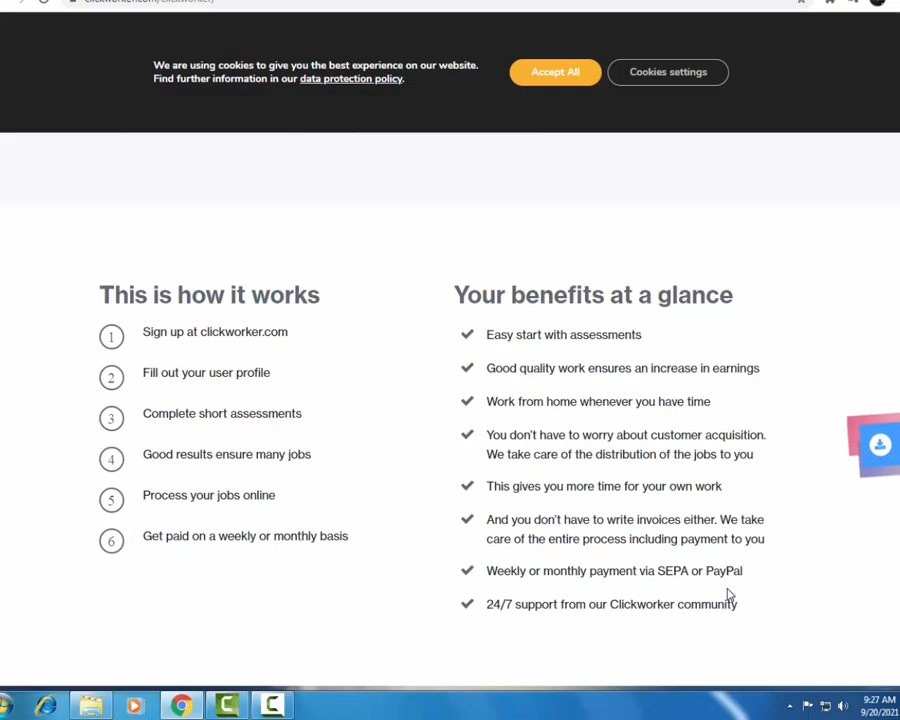 clickworker.com/clickworker/
We are using cookies to give you the best experience on our website.
Find further information in our data protection policy.
Accept All
Cookies settings
This is how it works
1 Sign up at clickworker.com
2 Fill out your user profile
3 Complete short assessments
4 Good results ensure many jobs
5 Process your jobs online
6 Get paid on a weekly or monthly basis
Your benefits at a glance
Easy start with assessments
Good quality work ensures an increase in earnings
Work from home whenever you have time
You don't have to worry about customer acquisition.
We take care of the distribution of the jobs to you
This gives you more time for your own work
And you don't have to write invoices either. We take
care of the entire process including payment to you
Weekly or monthly payment via SEPA or PayPal
24/7 support from our Clickworker community
9:27 AM
9/20/2021